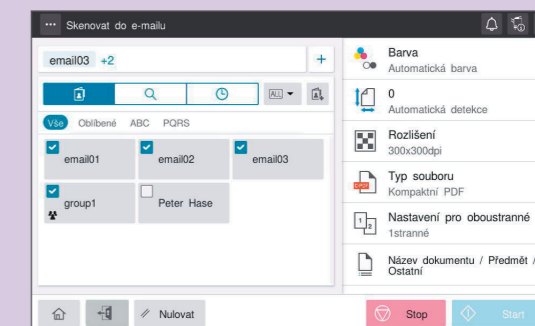 Skenovat do e-mailu
email03 +2 +
ALL
Vše Oblíbené ABC PQRS
email01 email02 email03
group1 Peter Hase
Barva
Automatická barva
0
Automatická detekce
Rozlišení
300x300dpi
Typ souboru
Kompaktní PDF
1 2 Nastavení pro oboustranné
1stranné
Název dokumentu / Předmět /
Ostatní
Nulovat Stop Start